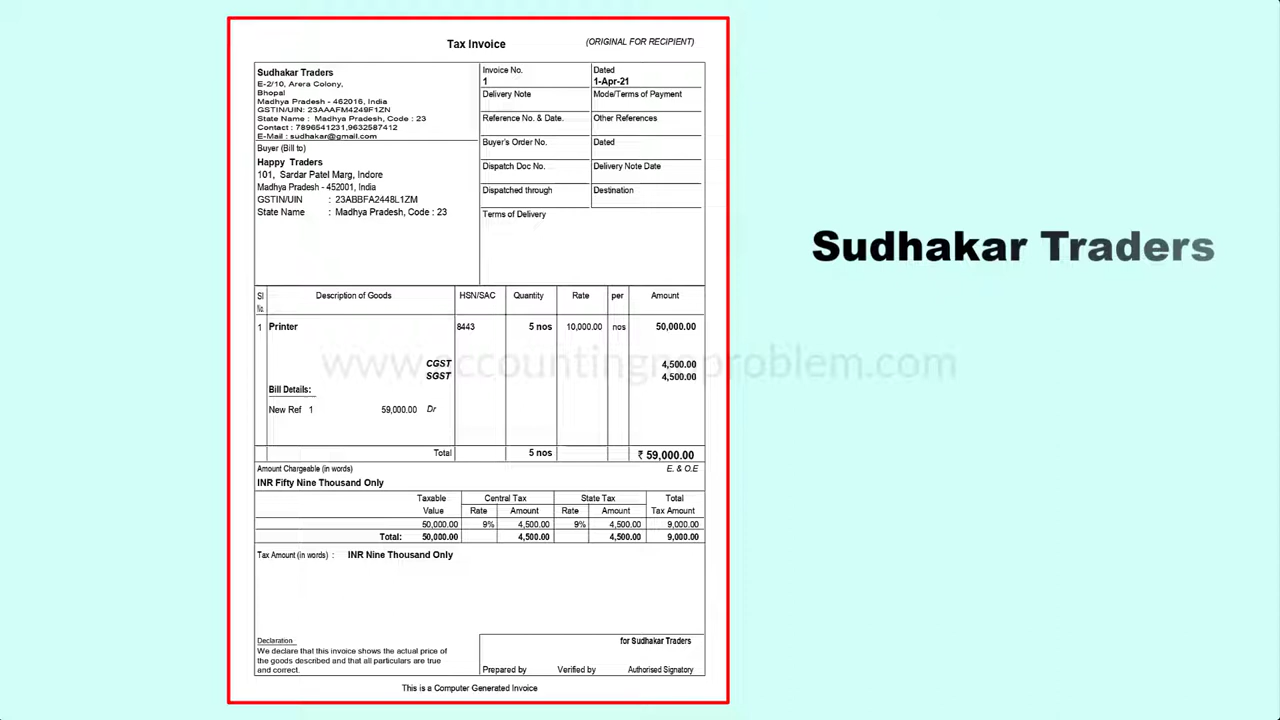 Tax Invoice
(ORIGINAL FOR RECIPIENT)
Sudhakar Traders
E-2/10, Arera Colony,
Bhopal
Madhya Pradesh - 462016, India
GSTIN/UIN: 23AAAFM4249F1ZN
State Name : Madhya Pradesh, Code : 23
Contact : 7896541231,9632587412
E-Mail : sudhakar@gmail.com
Buyer (Bill to)
Happy Traders
101, Sardar Patel Marg, Indore
Madhya Pradesh - 452001, India
GSTIN/UIN : 23ABBFA2448L1ZM
State Name : Madhya Pradesh, Code : 23
Invoice No. Dated
1 1-Apr-21
Delivery Note Mode/Terms of Payment
Reference No. & Date. Other References
Buyer's Order No. Dated
Dispatch Doc No. Delivery Note Date
Dispatched through Destination
Terms of Delivery
Sudhakar Traders
Sl Description of Goods HSN/SAC Quantity Rate per Amount
No.
1 Printer 8443 5 nos 10,000.00 nos 50,000.00
www.accountingnoproblem.com
CGST 4,500.00
SGST 4,500.00
Bill Details:
New Ref 1 59,000.00 Dr
Total 5 nos ₹ 59,000.00
Amount Chargeable (in words) E. & O.E
INR Fifty Nine Thousand Only
Taxable Central Tax State Tax Total
Value Rate Amount Rate Amount Tax Amount
50,000.00 9% 4,500.00 9% 4,500.00 9,000.00
Total: 50,000.00 4,500.00 4,500.00 9,000.00
Tax Amount (in words) : INR Nine Thousand Only
Declaration
We declare that this invoice shows the actual price of
the goods described and that all particulars are true
and correct.
for Sudhakar Traders
Prepared by Verified by Authorised Signatory
This is a Computer Generated Invoice